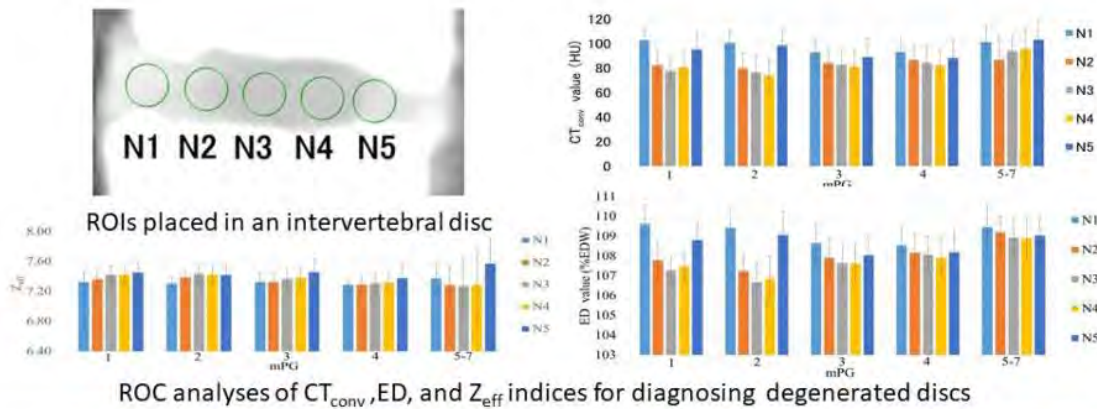 N1 N2 N3 N4 N5
ROIs placed in an intervertebral disc
CTconv value (HU)
120
100
80
60
40
20
0
1 2 3 4 5-7
mPG
N1
N2
N3
N4
N5
Zeff
8.00
7.60
7.20
6.80
6.40
1 2 3 4 5-7
mPG
N1
N2
N3
N4
N5
ED value (%EDW)
111
110
109
108
107
106
105
104
103
1 2 3 4 5-7
mPG
N1
N2
N3
N4
N5
ROC analyses of CTconv ,ED, and Zeff indices for diagnosing degenerated discs